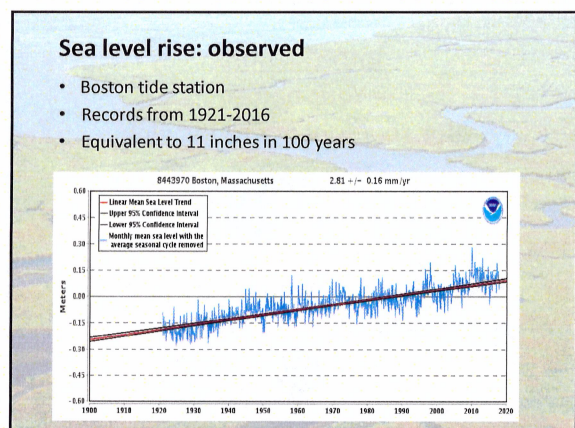 Sea level rise: observed
• Boston tide station
• Records from 1921-2016
• Equivalent to 11 inches in 100 years
8443970 Boston, Massachusetts 2.81 +/- 0.16 mm/yr
Linear Mean Sea Level Trend
Upper 95% Confidence Interval
Lower 95% Confidence Interval
Monthly mean sea level with the
average seasonal cycle removed
Meters
0.60
0.45
0.30
0.15
0.00
-0.15
-0.30
-0.45
-0.60
1900 1910 1920 1930 1940 1950 1960 1970 1980 1990 2000 2010 2020